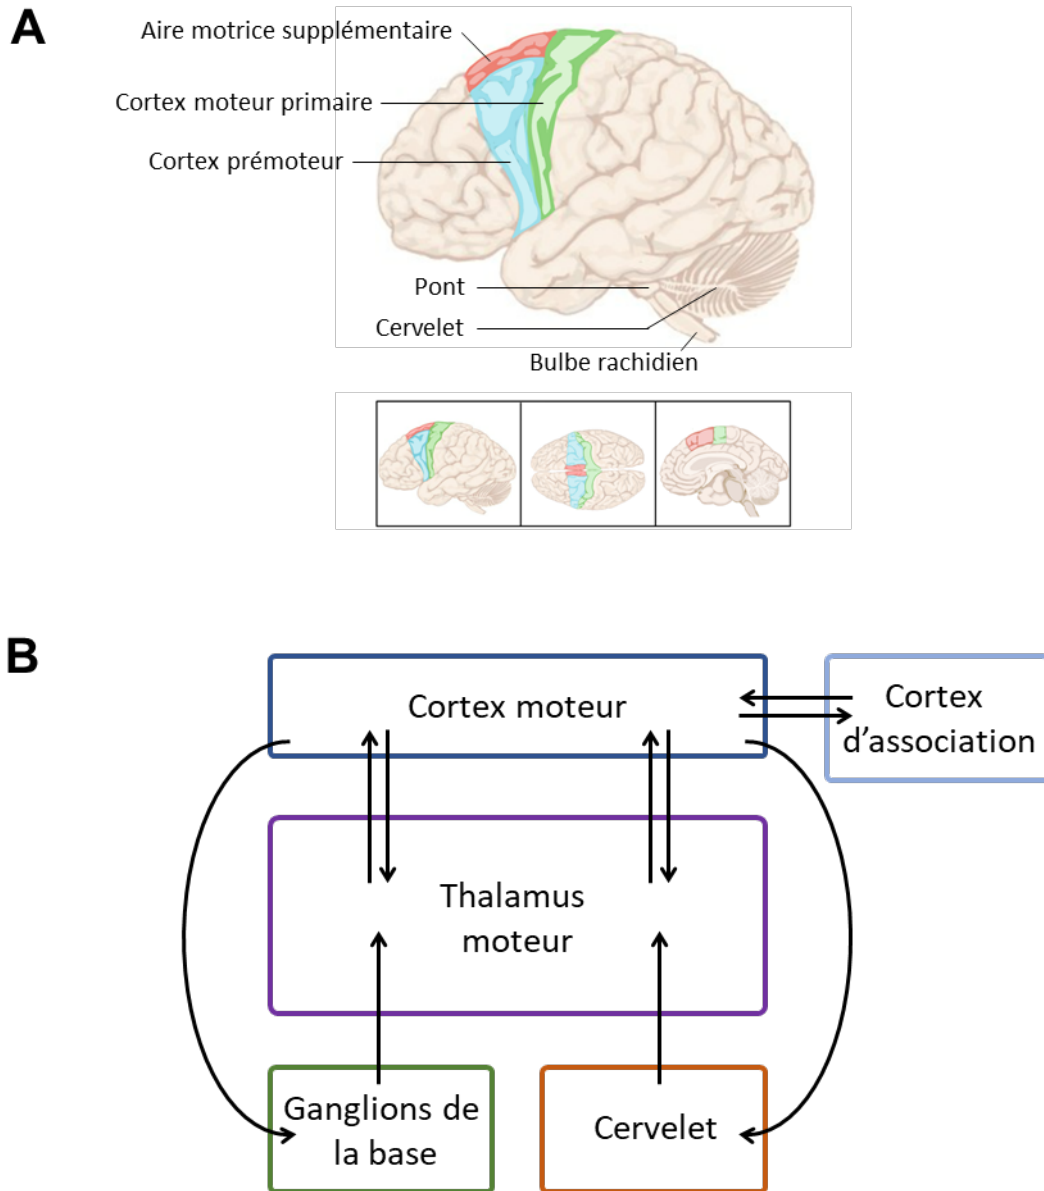 A
Aire motrice supplémentaire
Cortex moteur primaire
Cortex prémoteur
Pont
Cervelet
Bulbe rachidien
B
Cortex moteur
Cortex
d’association
Thalamus
moteur
Ganglions de
la base
Cervelet